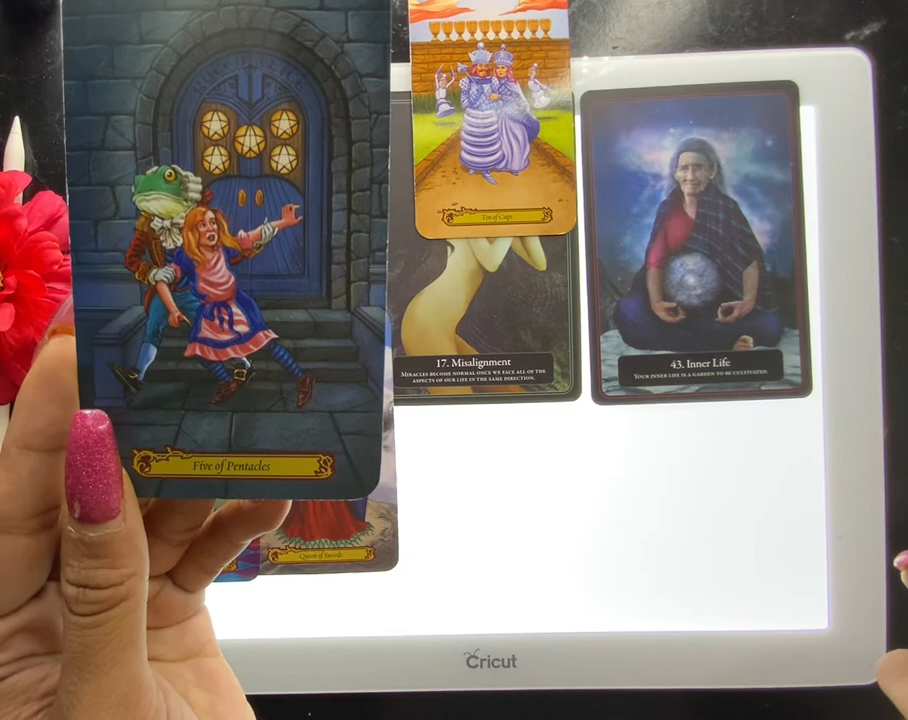 Five of Pentacles
Ten of Cups
17. Misalignment
Miracles become normal once we face all of the
aspects of our life in the same direction.
43. Inner Life
Your inner life is a garden to be cultivated.
Queen of Swords
Cricut